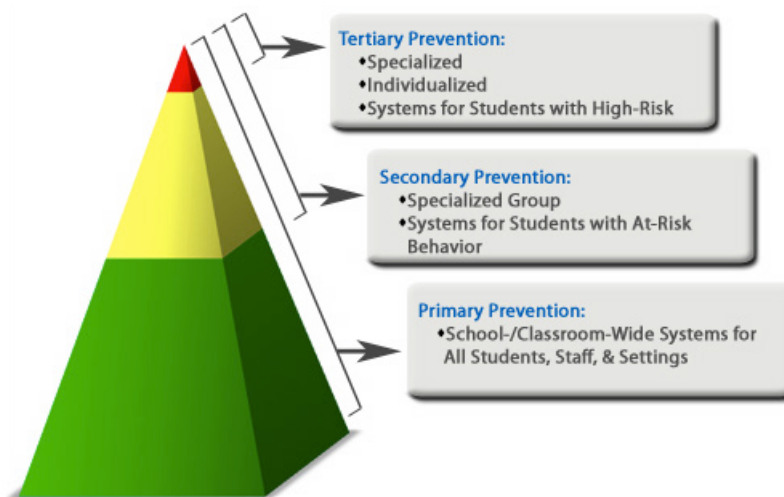 Tertiary Prevention:
♦Specialized
♦Individualized
♦Systems for Students with High-Risk
Secondary Prevention:
♦Specialized Group
♦Systems for Students with At-Risk
Behavior
Primary Prevention:
♦School-/Classroom-Wide Systems for
All Students, Staff, & Settings